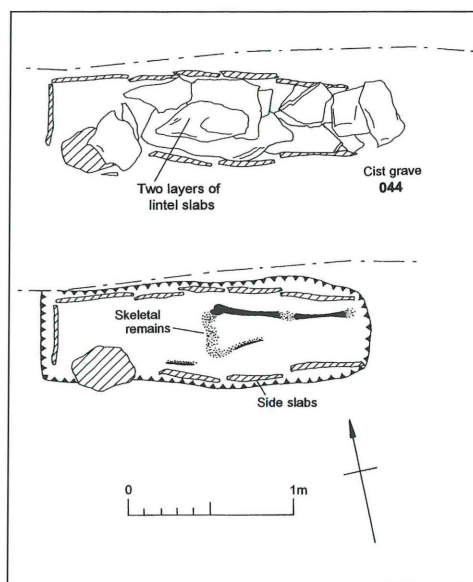 Cist grave
044
Two layers of
lintel slabs
Skeletal
remains
Side slabs
0
1m